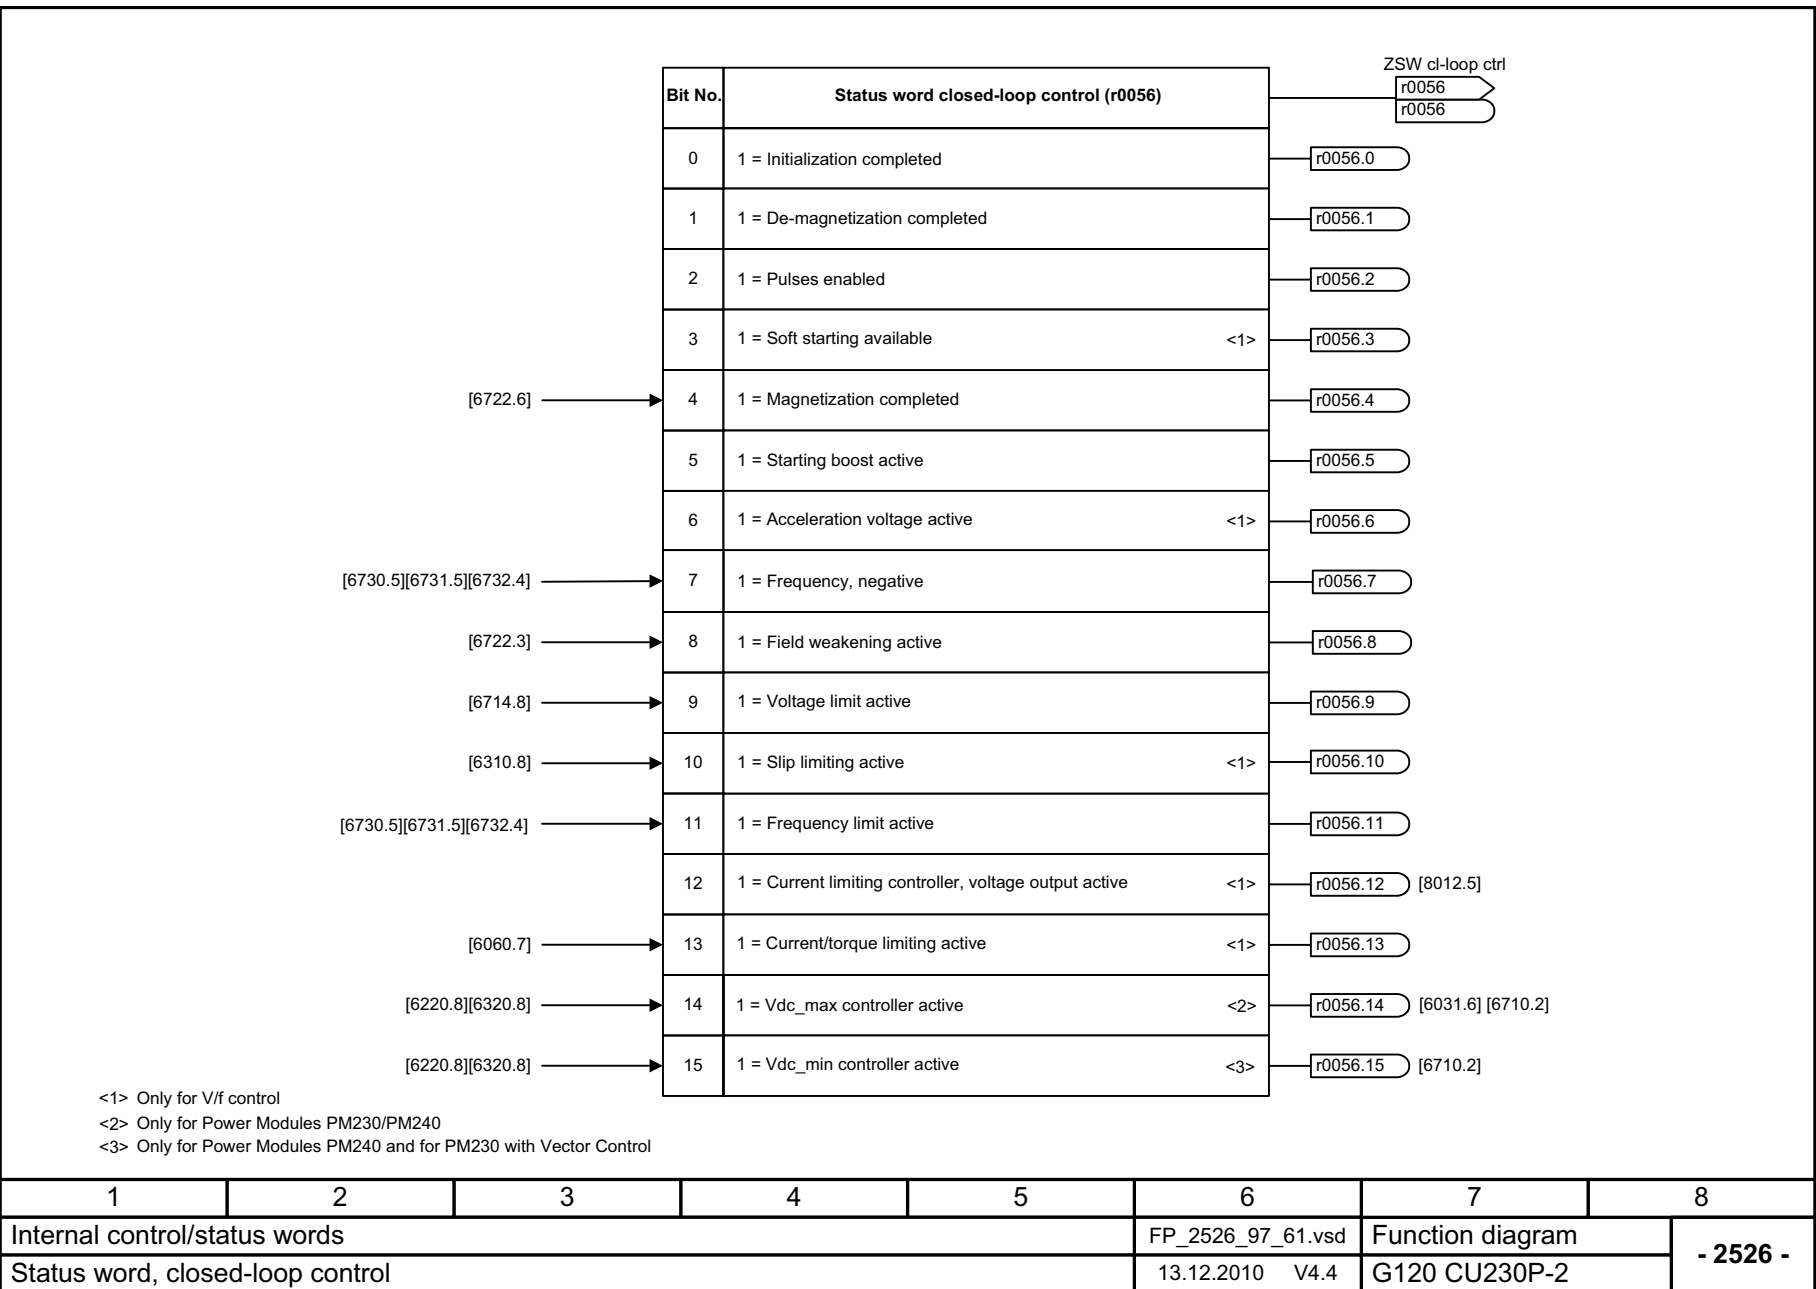 ZSW cl-loop ctrl
Bit No. Status word closed-loop control (r0056) r0056
r0056
0 1 = Initialization completed r0056.0
1 1 = De-magnetization completed r0056.1
2 1 = Pulses enabled r0056.2
3 1 = Soft starting available <1> r0056.3
[6722.6] 4 1 = Magnetization completed r0056.4
5 1 = Starting boost active r0056.5
6 1 = Acceleration voltage active <1> r0056.6
[6730.5][6731.5][6732.4] 7 1 = Frequency, negative r0056.7
[6722.3] 8 1 = Field weakening active r0056.8
[6714.8] 9 1 = Voltage limit active r0056.9
[6310.8] 10 1 = Slip limiting active <1> r0056.10
[6730.5][6731.5][6732.4] 11 1 = Frequency limit active r0056.11
12 1 = Current limiting controller, voltage output active <1> r0056.12 [8012.5]
[6060.7] 13 1 = Current/torque limiting active <1> r0056.13
[6220.8][6320.8] 14 1 = Vdc_max controller active <2> r0056.14 [6031.6] [6710.2]
[6220.8][6320.8] 15 1 = Vdc_min controller active <3> r0056.15 [6710.2]
<1> Only for V/f control
<2> Only for Power Modules PM230/PM240
<3> Only for Power Modules PM240 and for PM230 with Vector Control
1 2 3 4 5 6 7 8
Internal control/status words FP_2526_97_61.vsd Function diagram
- 2526 -
Status word, closed-loop control 13.12.2010 V4.4 G120 CU230P-2